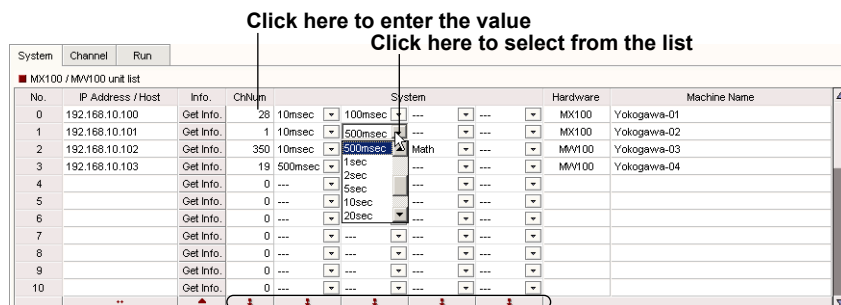 Click here to enter the value
Click here to select from the list
System Channel Run
MX100 / MW100 unit list
No. IP Address / Host Info. ChNum System Hardware Machine Name
0 192.168.10.100 Get Info. 28 10msec 100msec --- --- MX100 Yokogawa-01
1 192.168.10.101 Get Info. 1 10msec 500msec --- --- MX100 Yokogawa-02
2 192.168.10.102 Get Info. 350 10msec 500msec Math --- MW100 Yokogawa-03
3 192.168.10.103 Get Info. 19 500msec 1sec --- --- MW100 Yokogawa-04
2sec
4 Get Info. 0 --- 5sec --- ---
5 Get Info. 0 --- 10sec --- ---
6 Get Info. 0 --- 20sec --- ---
7 Get Info. 0 --- --- --- ---
8 Get Info. 0 --- --- --- ---
9 Get Info. 0 --- --- --- ---
10 Get Info. 0 --- --- --- ---